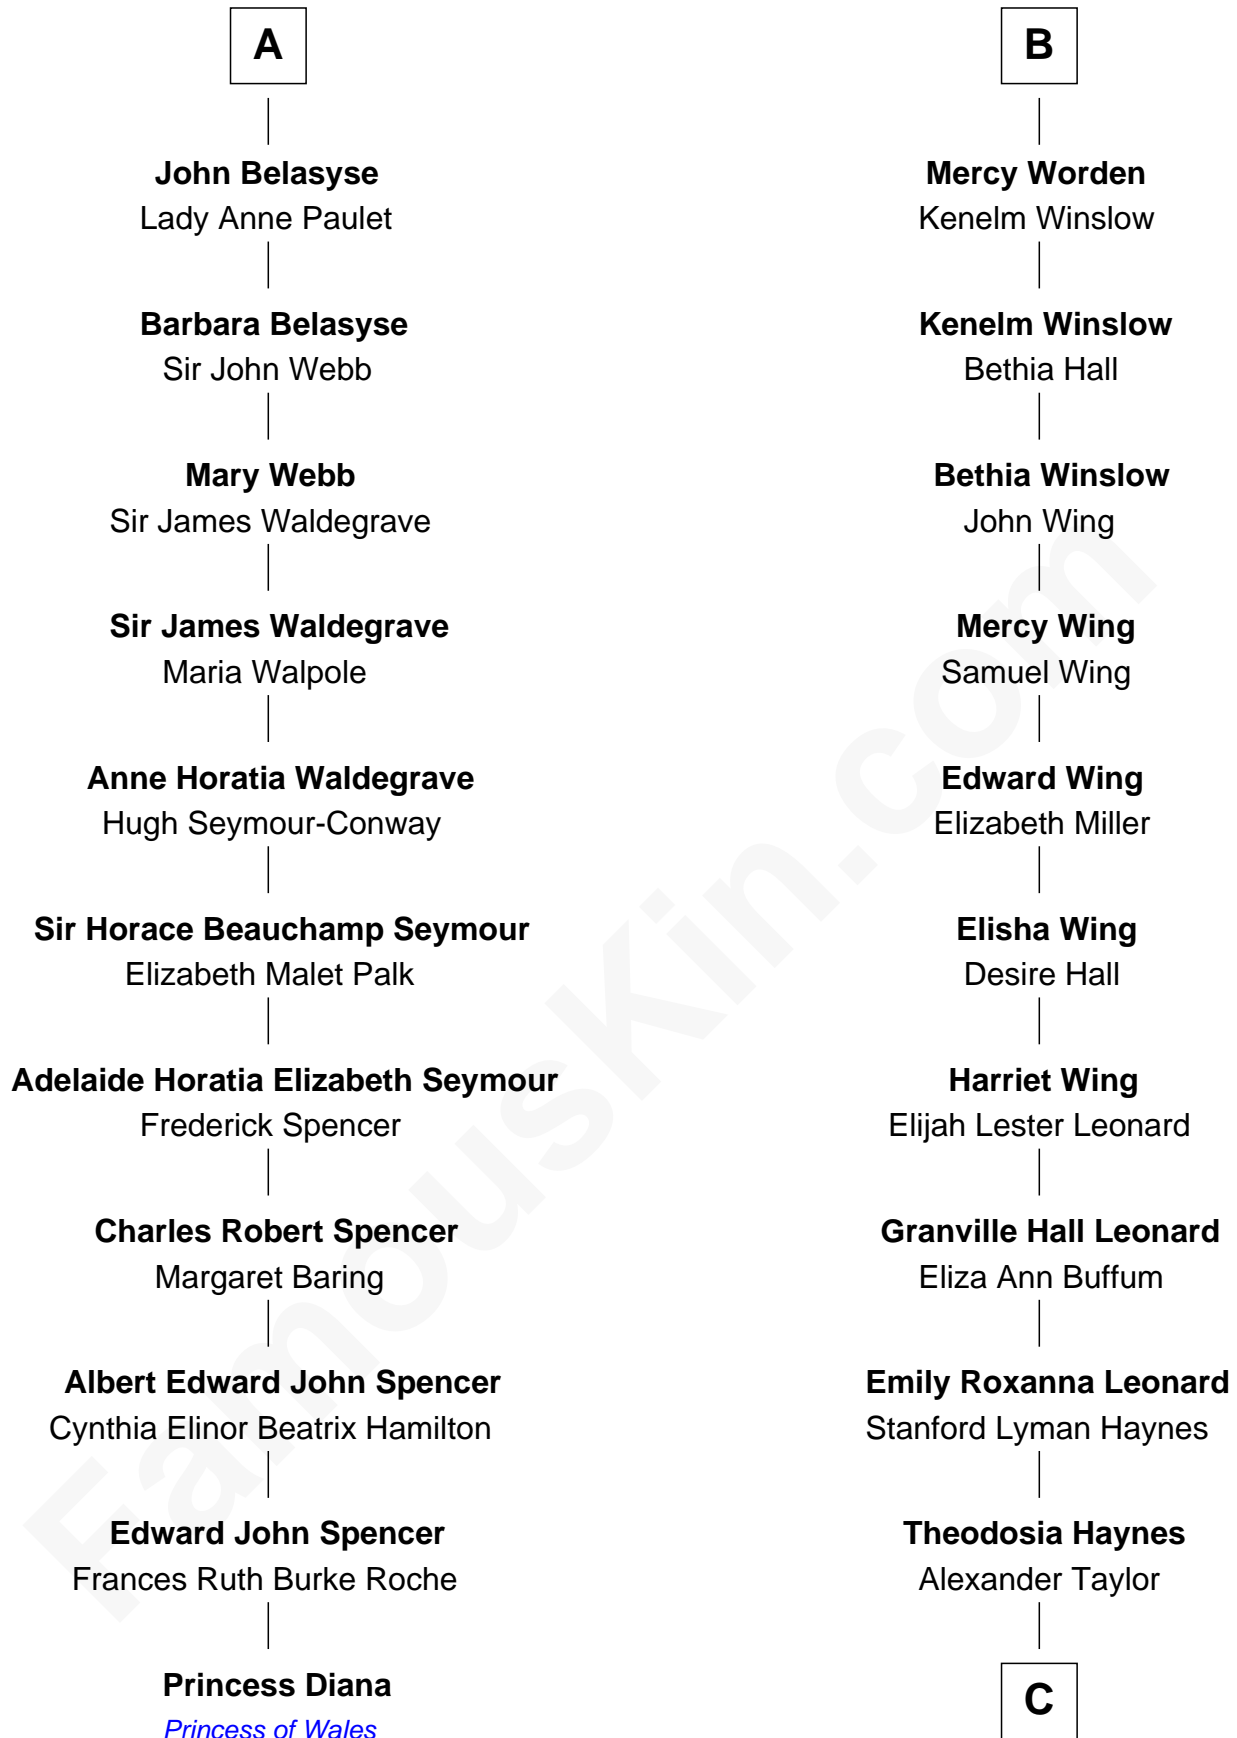 A
John Belasyse
Lady Anne Paulet
Barbara Belasyse
Sir John Webb
Mary Webb
Sir James Waldegrave
Sir James Waldegrave
Maria Walpole
Anne Horatia Waldegrave
Hugh Seymour-Conway
Sir Horace Beauchamp Seymour
Elizabeth Malet Palk
Adelaide Horatia Elizabeth Seymour
Frederick Spencer
Charles Robert Spencer
Margaret Baring
Albert Edward John Spencer
Cynthia Elinor Beatrix Hamilton
Edward John Spencer
Frances Ruth Burke Roche
Princess Diana
Princess of Wales
B
Mercy Worden
Kenelm Winslow
Kenelm Winslow
Bethia Hall
Bethia Winslow
John Wing
Mercy Wing
Samuel Wing
Edward Wing
Elizabeth Miller
Elisha Wing
Desire Hall
Harriet Wing
Elijah Lester Leonard
Granville Hall Leonard
Eliza Ann Buffum
Emily Roxanna Leonard
Stanford Lyman Haynes
Theodosia Haynes
Alexander Taylor
C
FamousKin.com